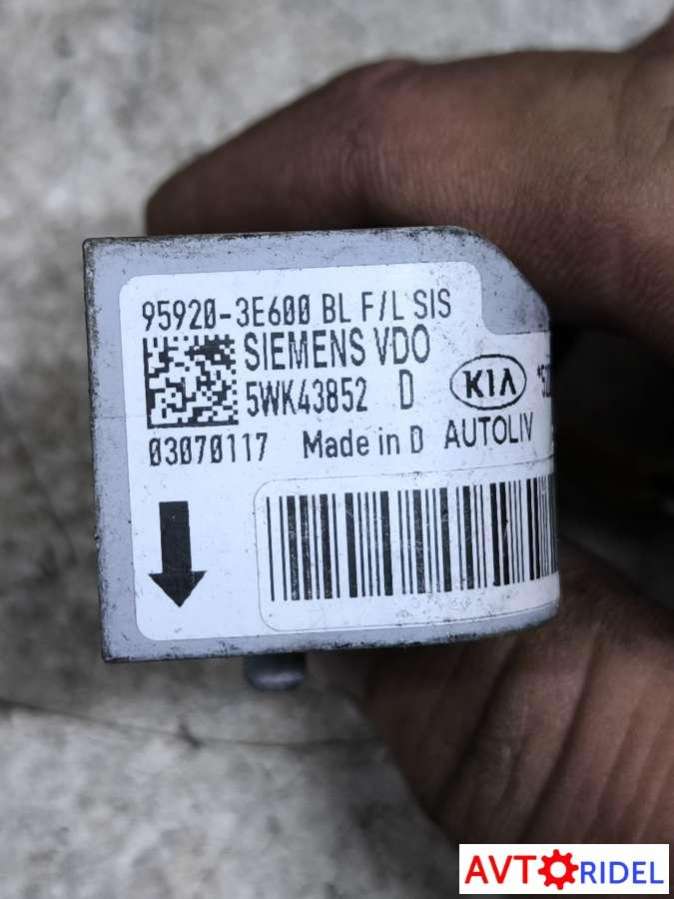 95920-3E600 BL F/L SIS
SIEMENS VDO
5WK43852 D
KIA
03070117 Made in D AUTOLIV
AVTORIDEL